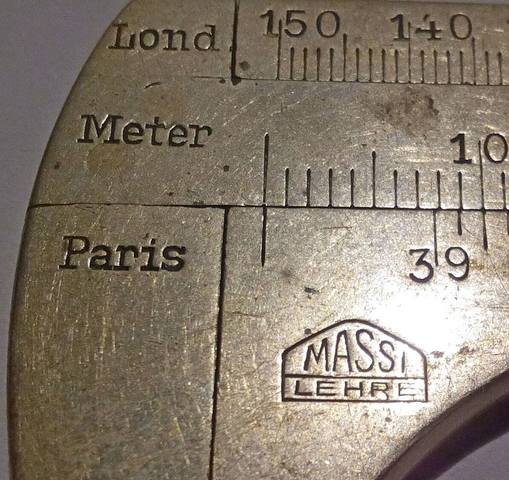 Lond 150 140
Meter 10
Paris 39
MASSI
LEHRE